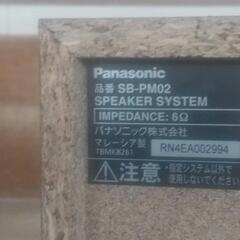 Panasonic
品番 SB-PM02
SPEAKER SYSTEM
IMPEDANCE: 6Ω
パナソニック株式会社
マレーシア製 RN4EA002994
TBMKB261
注意
・指定システム以外では
使用しないでください。